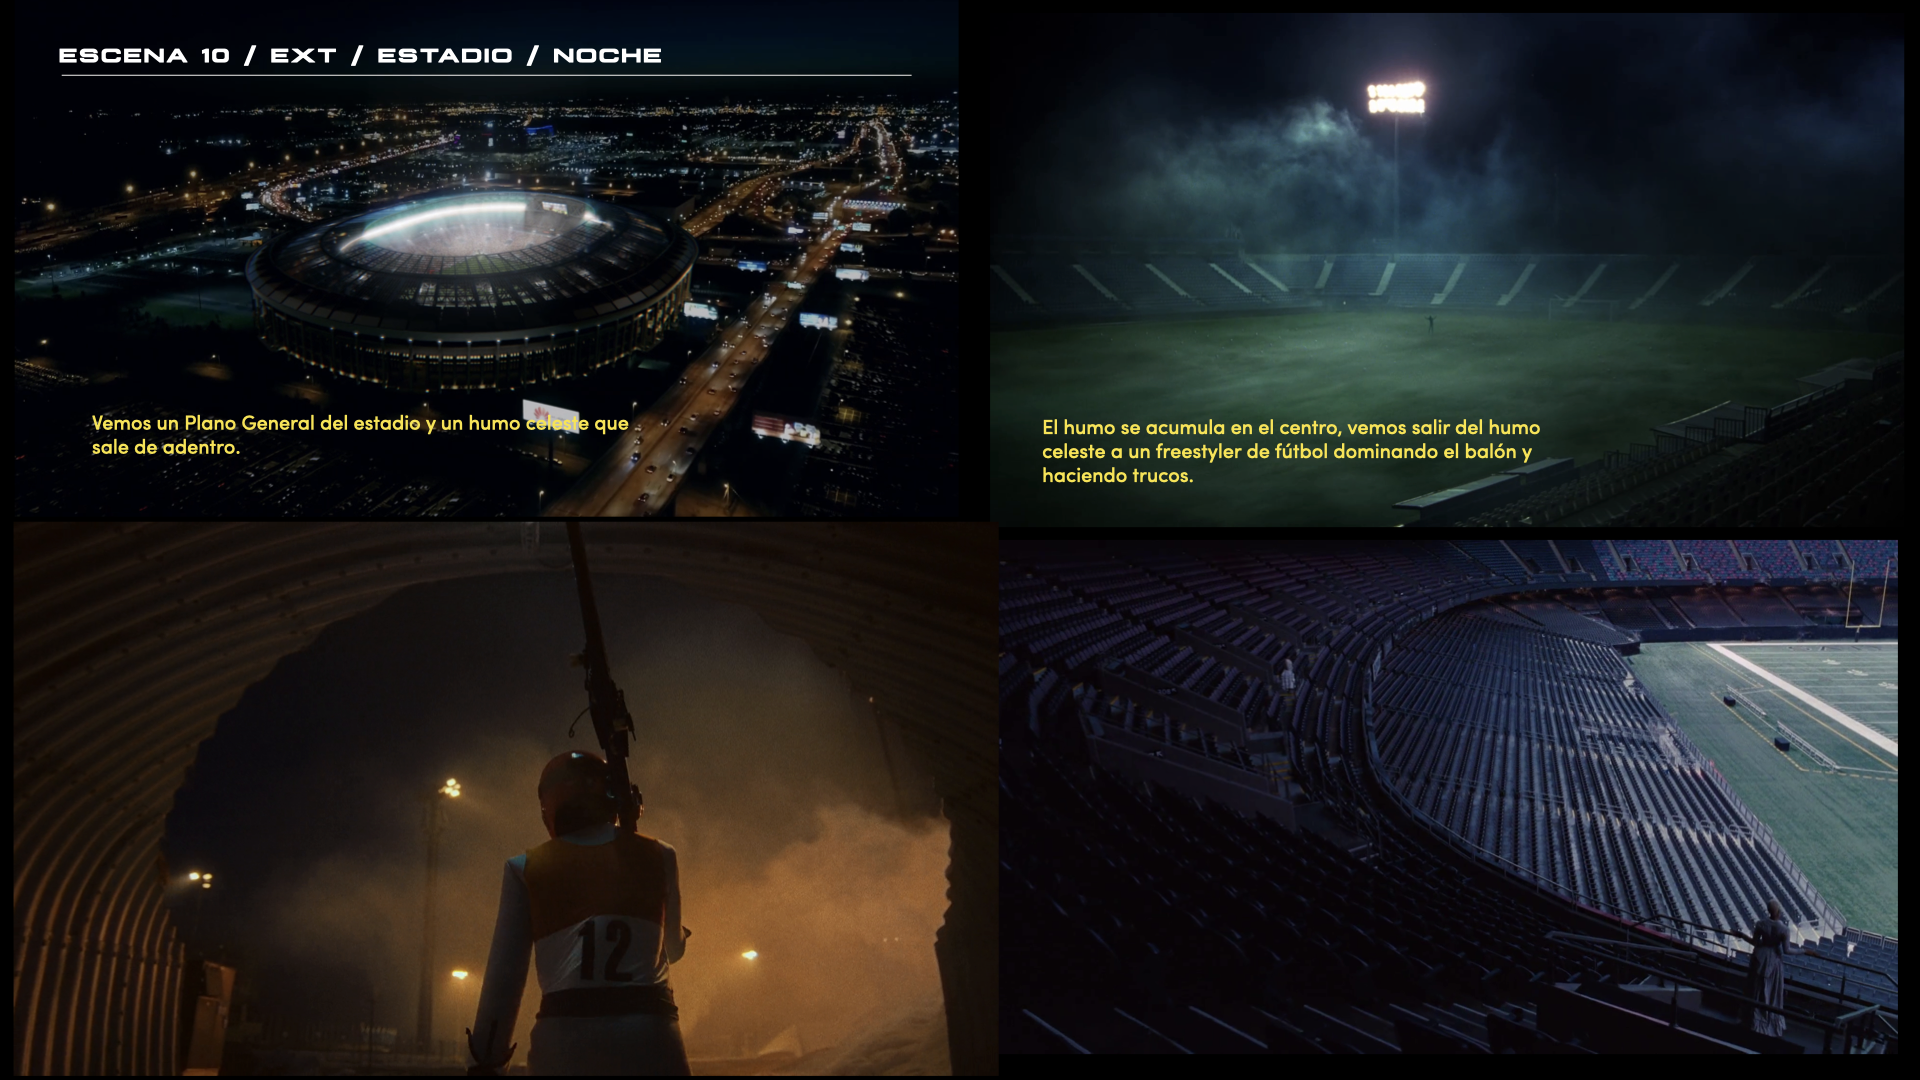 ESCENA 10 / EXT / ESTADIO / NOCHE
Vemos un Plano General del estadio y un humo celeste que
sale de adentro.
El humo se acumula en el centro, vemos salir del humo
celeste a un freestyler de fútbol dominando el balón y
haciendo trucos.
12